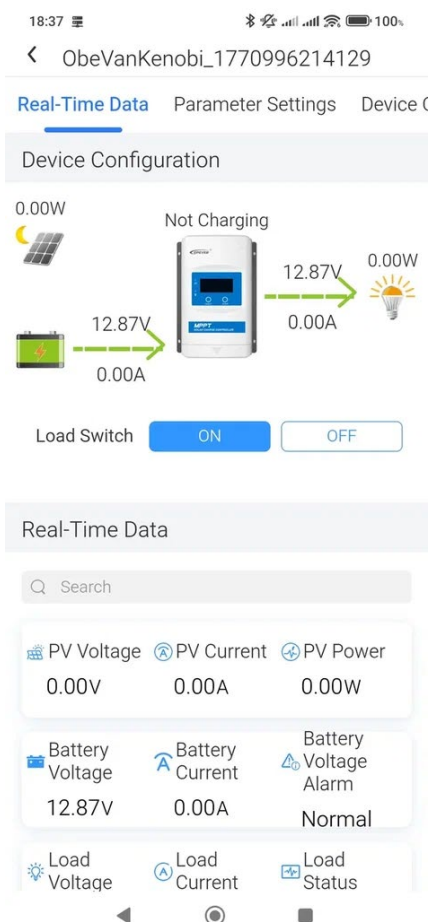 18:37
100%
ObeVanKenobi_1770996214129
Real-Time Data Parameter Settings Device
Device Configuration
0.00W
Not Charging
0.00W
12.87V
0.00A
12.87V
0.00A
MPPT
Load Switch ON OFF
Real-Time Data
Search
PV Voltage PV Current PV Power
0.00V 0.00A 0.00W
Battery Voltage Battery Current Battery Voltage Alarm
12.87V 0.00A Normal
Load Voltage Load Current Load Status